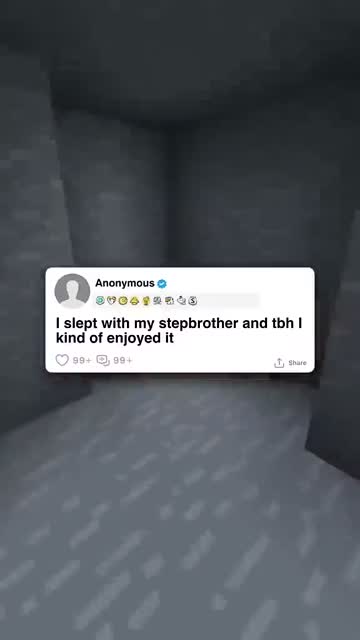 Anonymous
I slept with my stepbrother and tbh I
kind of enjoyed it
99+ 99+ Share